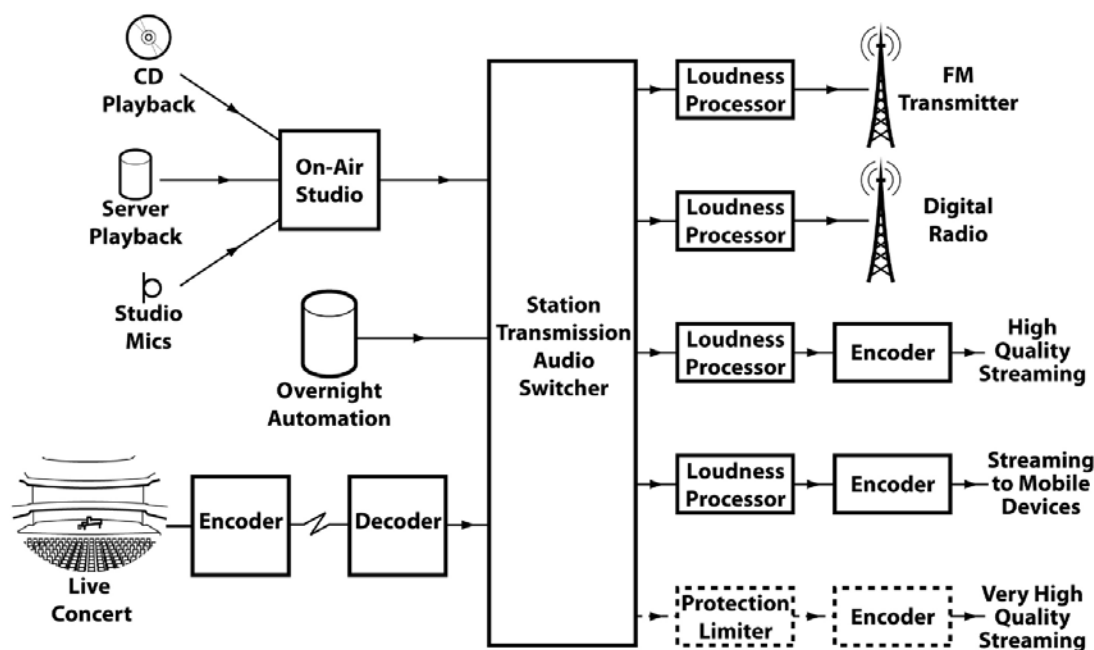 CD
Playback
Server
Playback
Studio
Mics
On-Air
Studio
Overnight
Automation
Live
Concert
Encoder
Decoder
Station
Transmission
Audio
Switcher
Loudness
Processor
FM
Transmitter
Loudness
Processor
Digital
Radio
Loudness
Processor
Encoder
High
Quality
Streaming
Loudness
Processor
Encoder
Streaming
to Mobile
Devices
Protection
Limiter
Encoder
Very High
Quality
Streaming